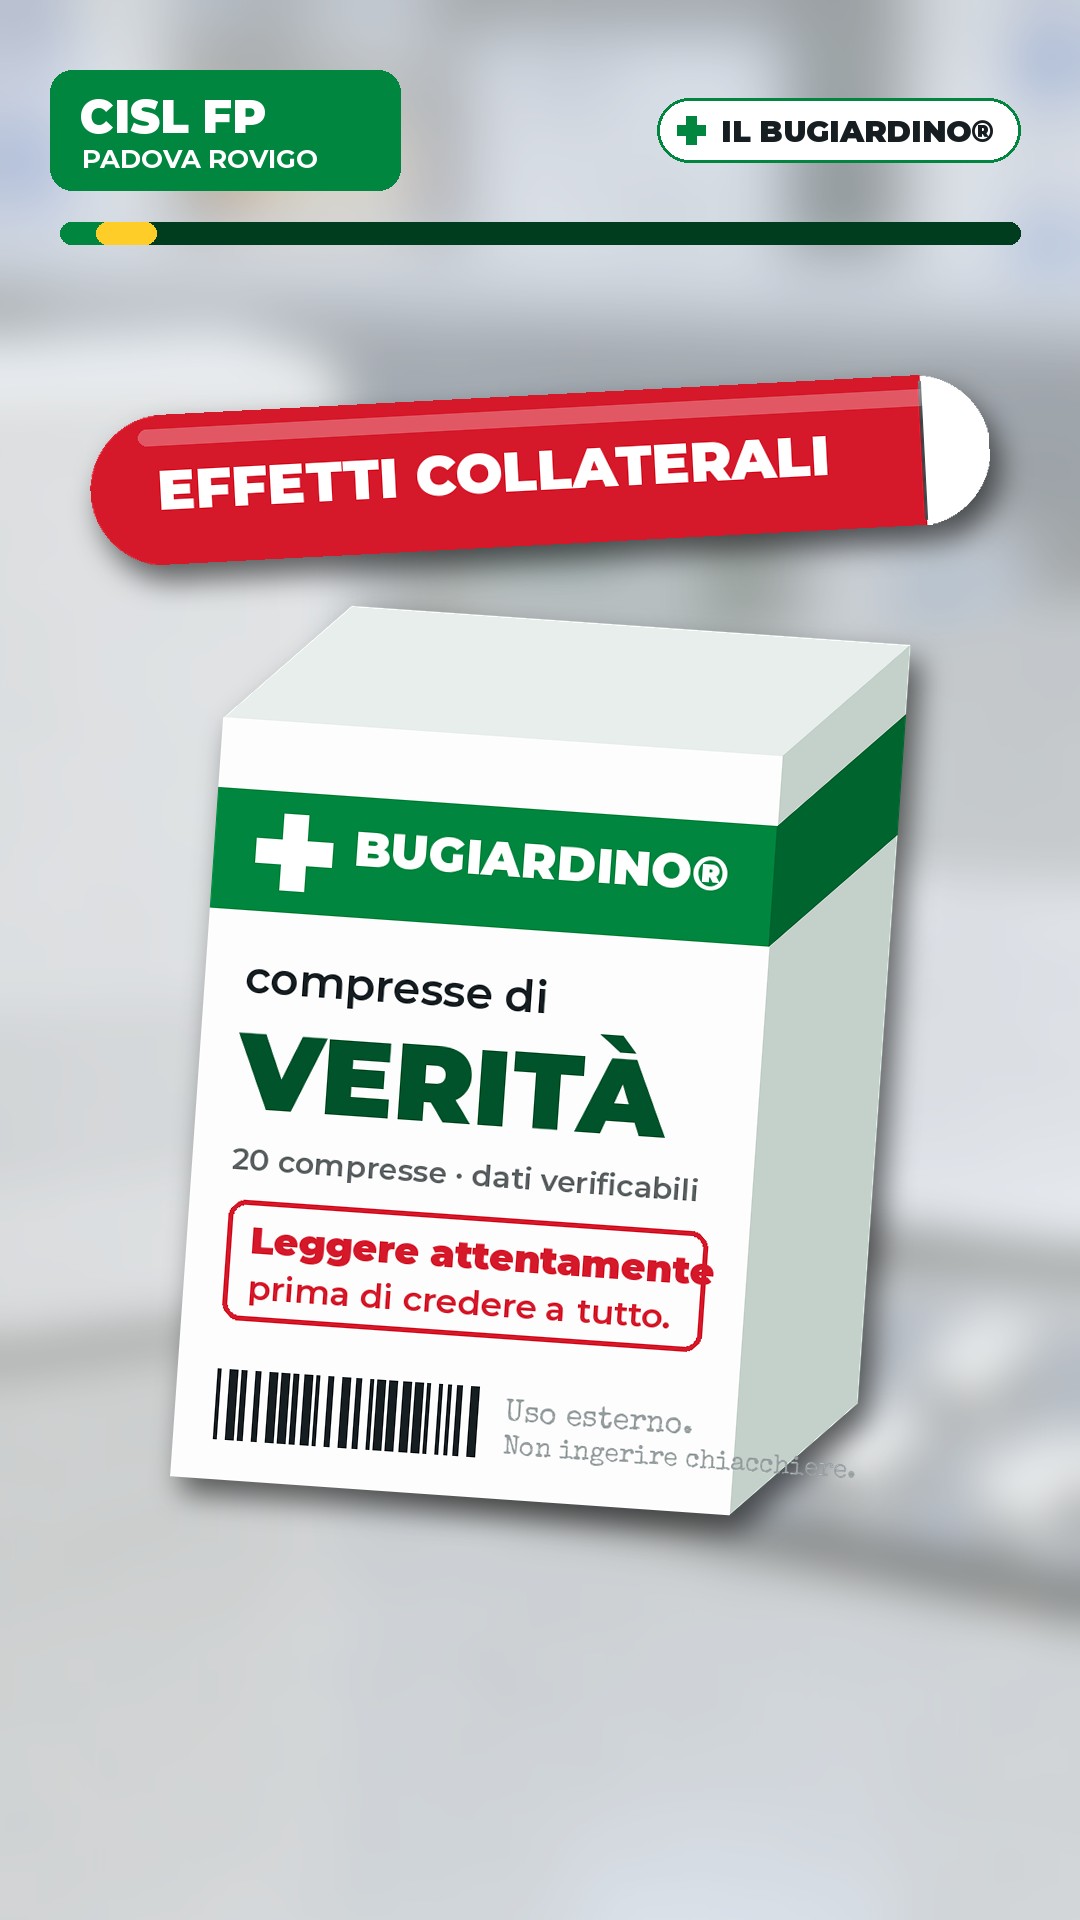 CISL FP
PADOVA ROVIGO
IL BUGIARDINO®
EFFETTI COLLATERALI
BUGIARDINO®
compresse di
VERITÀ
20 compresse · dati verificabili
Leggere attentamente
prima di credere a tutto.
Uso esterno.
Non ingerire chiacchiere.